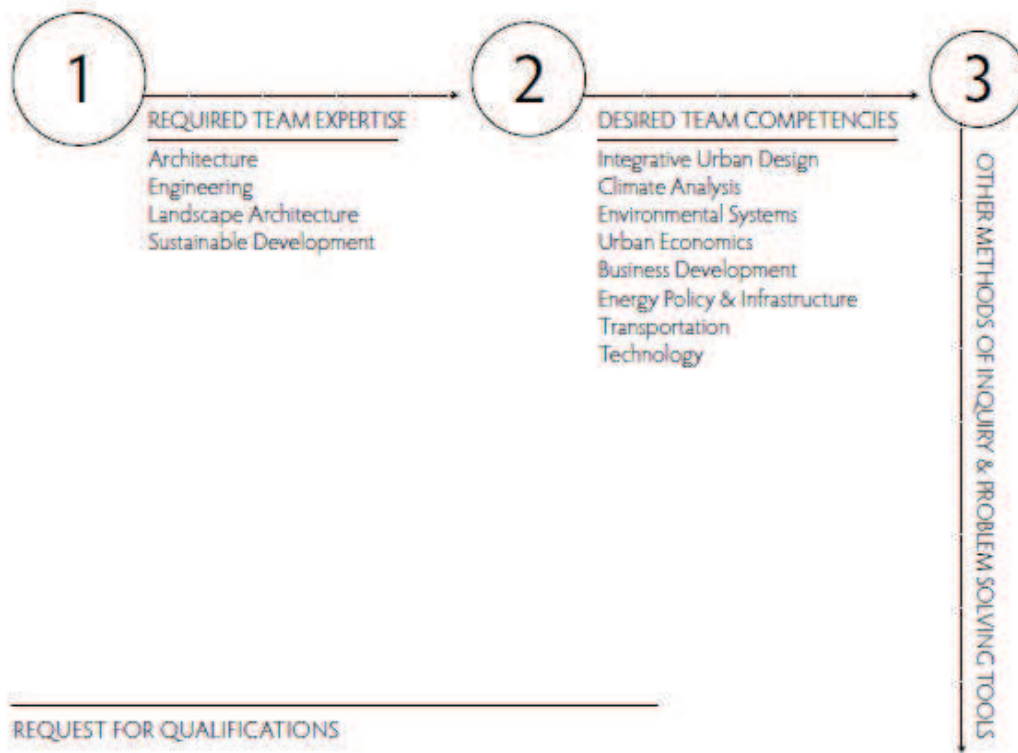 1
REQUIRED TEAM EXPERTISE
Architecture
Engineering
Landscape Architecture
Sustainable Development
2
DESIRED TEAM COMPETENCIES
Integrative Urban Design
Climate Analysis
Environmental Systems
Urban Economics
Business Development
Energy Policy & Infrastructure
Transportation
Technology
3
OTHER METHODS OF INQUIRY & PROBLEM SOLVING TOOLS
REQUEST FOR QUALIFICATIONS